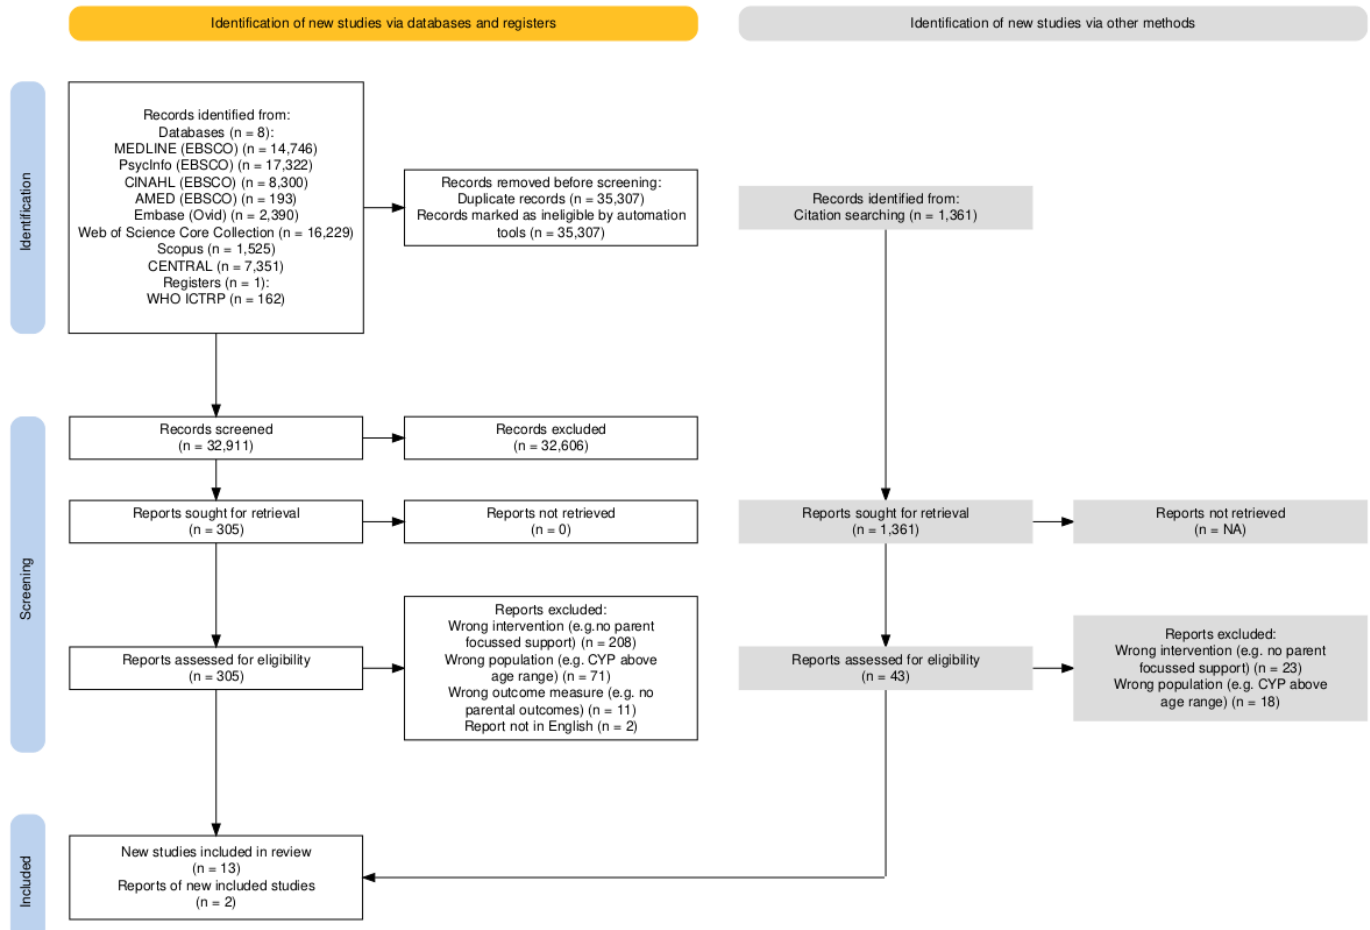 Identification of new studies via databases and registers
Identification of new studies via other methods
Identification
Records identified from:
Databases (n = 8):
MEDLINE (EBSCO) (n = 14,746)
PsycInfo (EBSCO) (n = 17,322)
CINAHL (EBSCO) (n = 8,300)
AMED (EBSCO) (n = 193)
Embase (Ovid) (n = 2,390)
Web of Science Core Collection (n = 16,229)
Scopus (n = 1,525)
CENTRAL (n = 7,351)
Registers (n = 1):
WHO ICTRP (n = 162)
Records removed before screening:
Duplicate records (n = 35,307)
Records marked as ineligible by automation
tools (n = 35,307)
Records identified from:
Citation searching (n = 1,361)
Screening
Records screened
(n = 32,911)
Records excluded
(n = 32,606)
Reports sought for retrieval
(n = 305)
Reports not retrieved
(n = 0)
Reports sought for retrieval
(n = 1,361)
Reports not retrieved
(n = NA)
Reports assessed for eligibility
(n = 305)
Reports excluded:
Wrong intervention (e.g.no parent
focussed support) (n = 208)
Wrong population (e.g. CYP above
age range) (n = 71)
Wrong outcome measure (e.g. no
parental outcomes) (n = 11)
Report not in English (n = 2)
Reports assessed for eligibility
(n = 43)
Reports excluded:
Wrong intervention (e.g. no parent
focussed support) (n = 23)
Wrong population (e.g. CYP above
age range) (n = 18)
Included
New studies included in review
(n = 13)
Reports of new included studies
(n = 2)